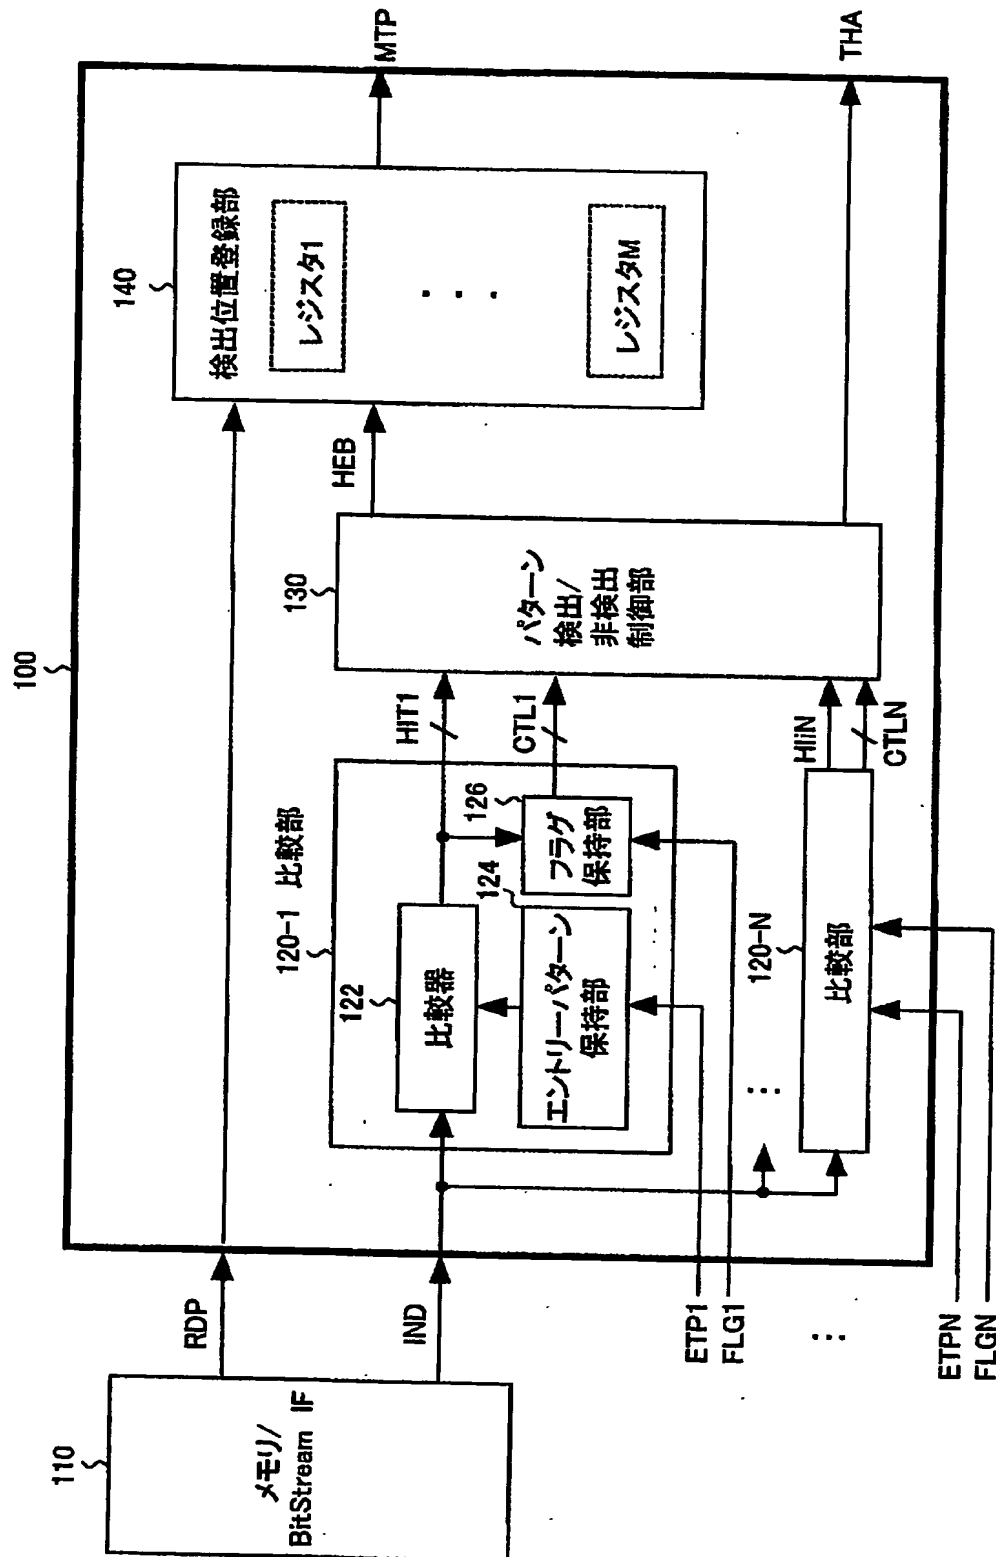 100
110
メモリ/
BitStream IF
RDP
IND
120-1 比較部
122
比較器
124
エントリーパターン
保持部
126
フラグ
保持部
HIT1
CTL1
130
パターン
検出/
非検出
制御部
HEB
140
検出位置登録部
レジスタ1
レジスタM
MTP
THA
120-N
比較部
HIiN
CTLN
ETP1
FLG1
ETPN
FLGN